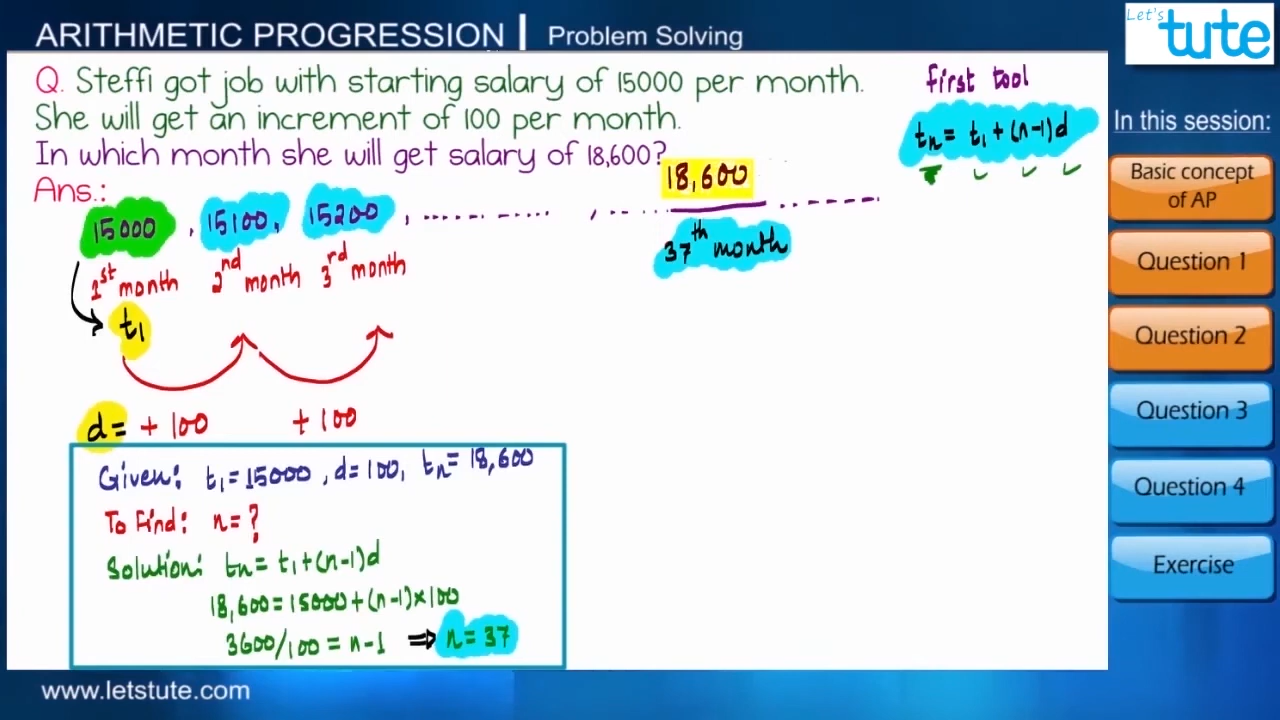 ARITHMETIC PROGRESSION | Problem Solving
Let's
tute
Q. Steffi got job with starting salary of 15000 per month.
She will get an increment of 100 per month.
In which month she will get salary of 18,600?
Ans.:
first tool
tn = t1 + (n-1)d
15000, 15100, 15200, ................, ..... 18,600 ...........
1st month 2nd month 3rd month
37th month
t1
d = + 100 + 100
Given: t1 = 15000, d = 100, tn = 18,600
To Find: n = ?
Solution: tn = t1 + (n-1)d
18,600 = 15000 + (n-1) × 100
3600/100 = n-1 ⇒ n = 37
In this session:
Basic concept
of AP
Question 1
Question 2
Question 3
Question 4
Exercise
www.letstute.com